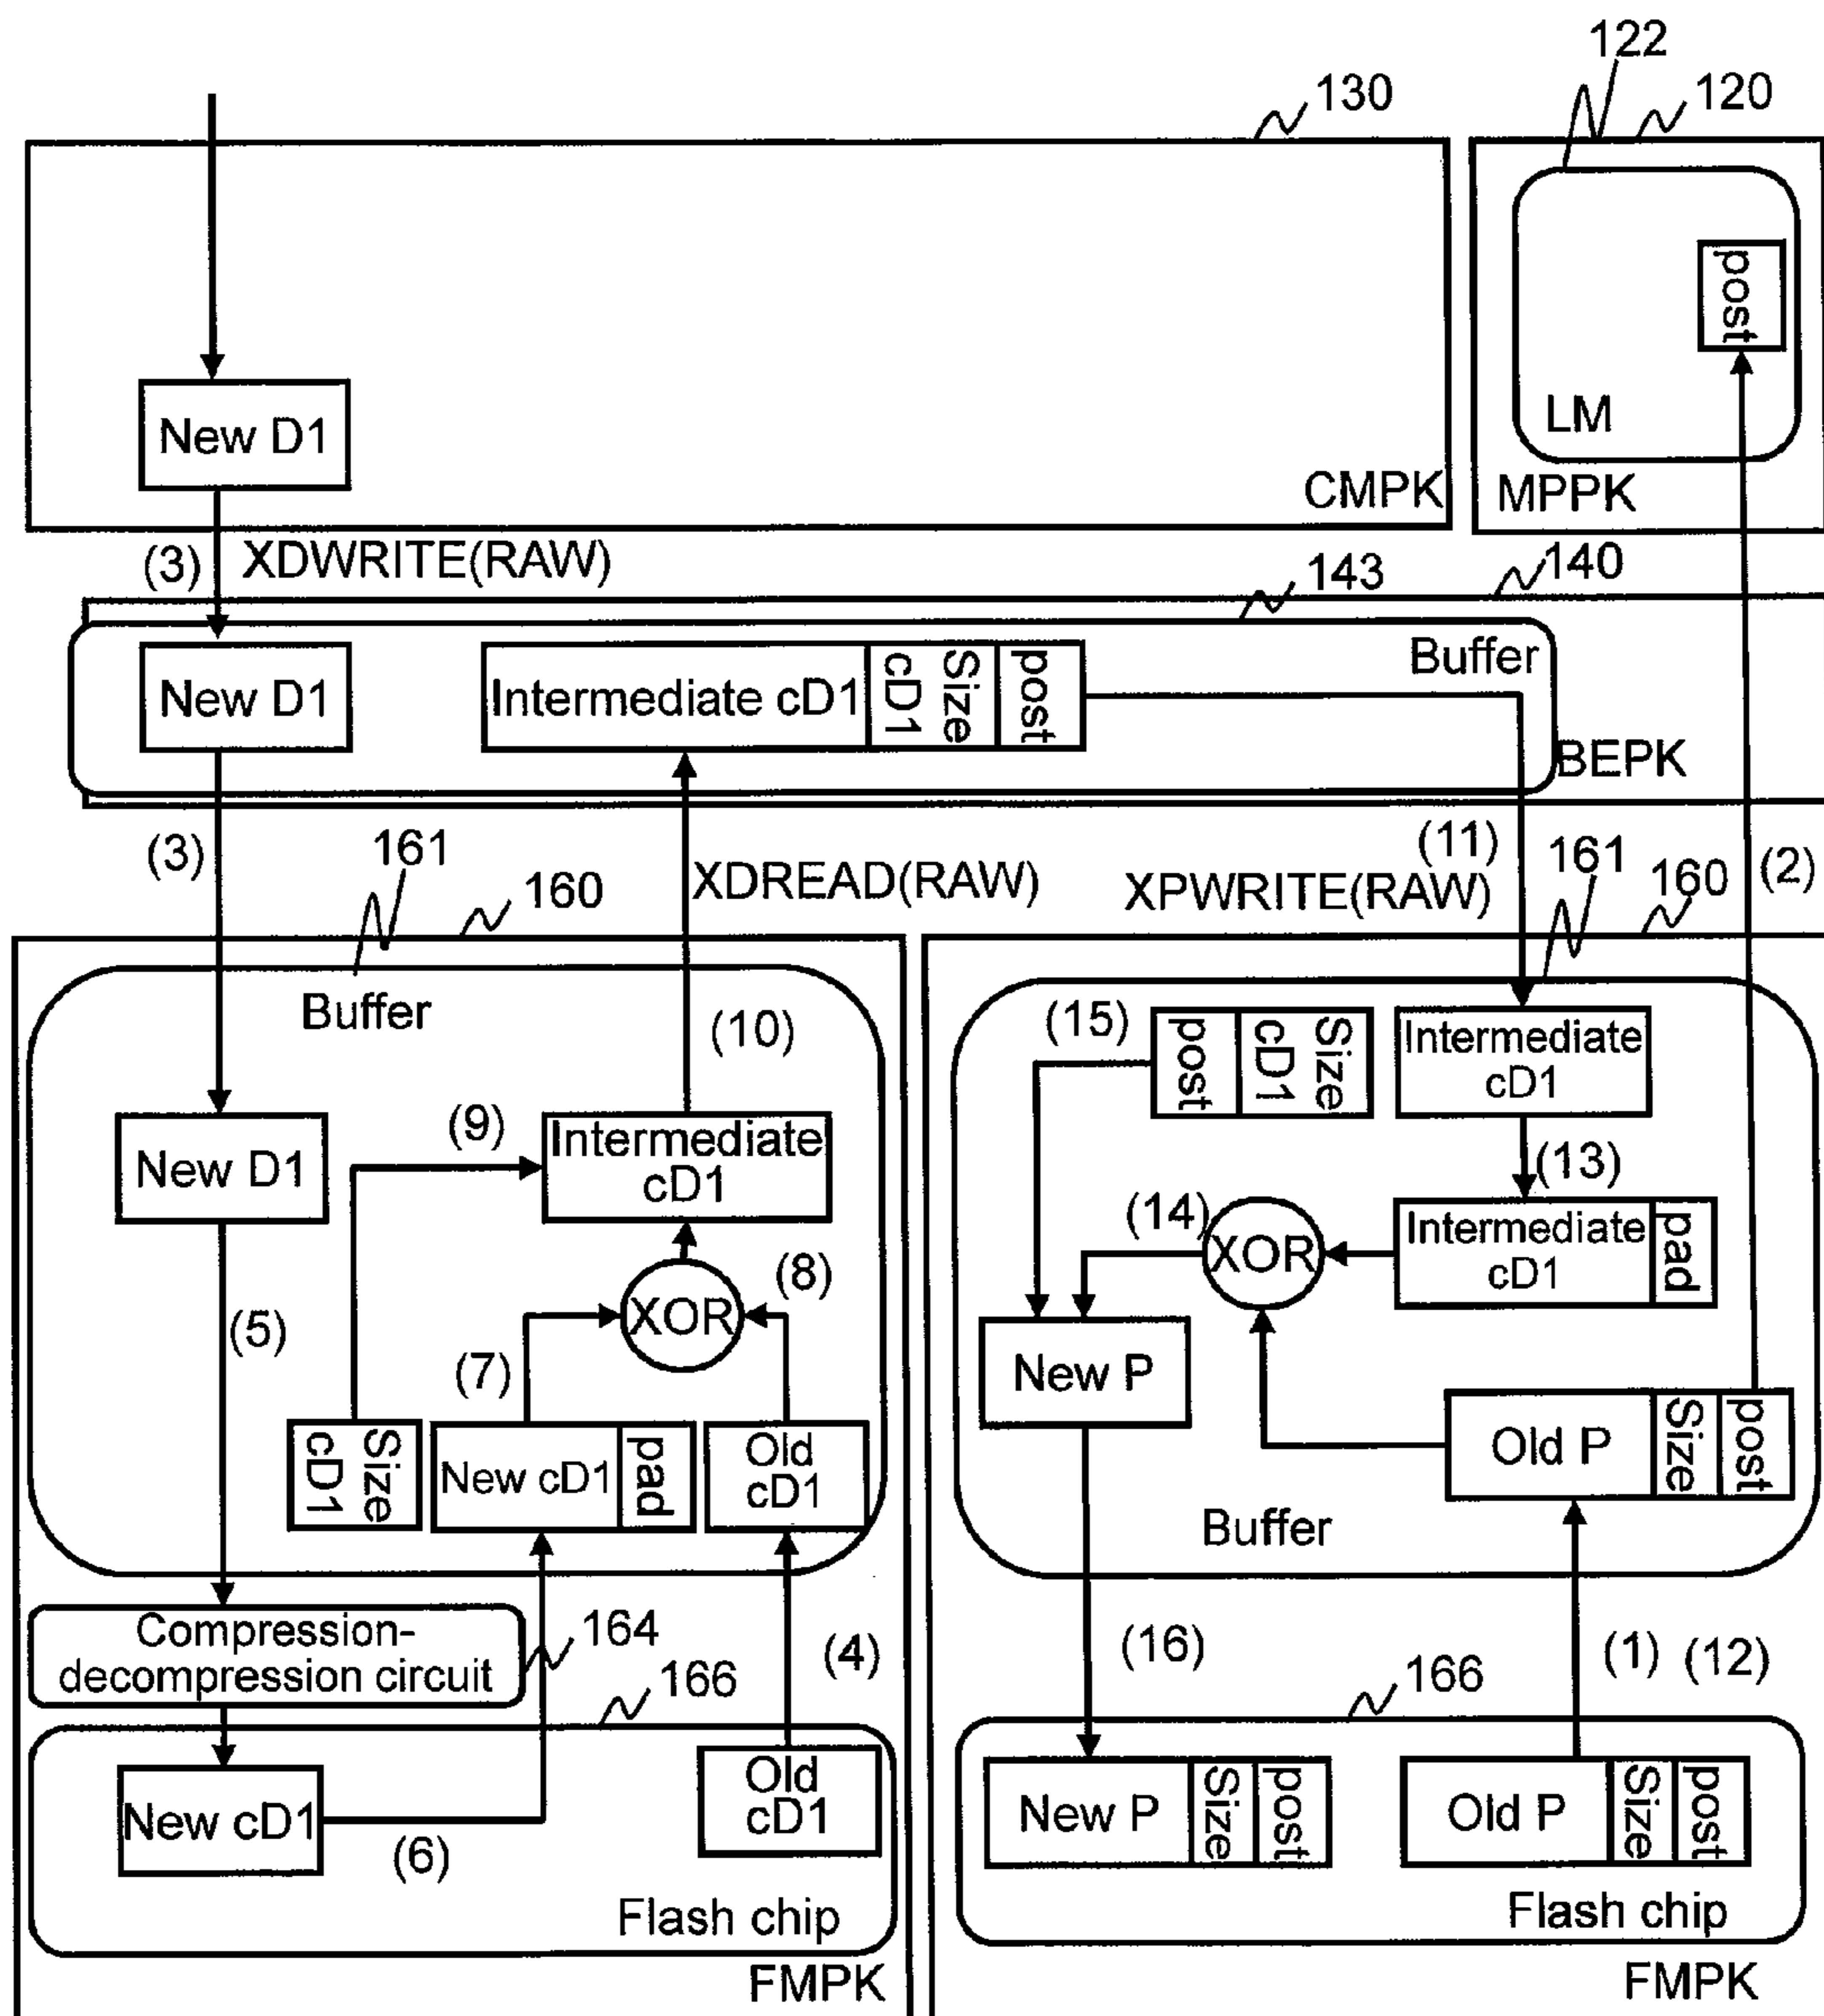 122
130
120
post
LM
New D1
CMPK
MPPK
(3)
XDWRITE(RAW)
143
140
New D1
Intermediate cD1
Size
cD1
post
Buffer
BEPK
(3)
161
160
XDREAD(RAW)
(11)
XPWRITE(RAW)
161
160
(2)
Buffer
(10)
(15)
post
Size
cD1
Intermediate
cD1
New D1
(9)
Intermediate
cD1
(13)
(14)
XOR
Intermediate
cD1
pad
(8)
XOR
(5)
(7)
New P
Size
cD1
New cD1
pad
Old
cD1
Old P
Size
post
Buffer
Compression-
decompression circuit
164
(4)
166
(16)
166
(1)
(12)
New cD1
(6)
Old
cD1
New P
Size
post
Old P
Size
post
Flash chip
Flash chip
FMPK
FMPK